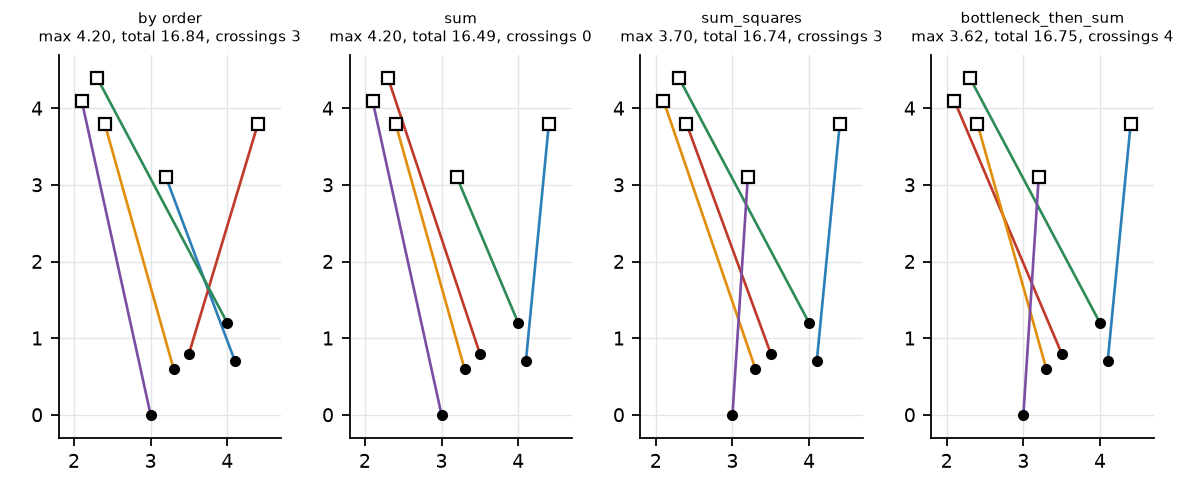 by order
max 4.20, total 16.84, crossings 3
sum
max 4.20, total 16.49, crossings 0
sum_squares
max 3.70, total 16.74, crossings 3
bottleneck_then_sum
max 3.62, total 16.75, crossings 4
4
3
2
1
0
2 3 4
4
3
2
1
0
2 3 4
4
3
2
1
0
2 3 4
4
3
2
1
0
2 3 4